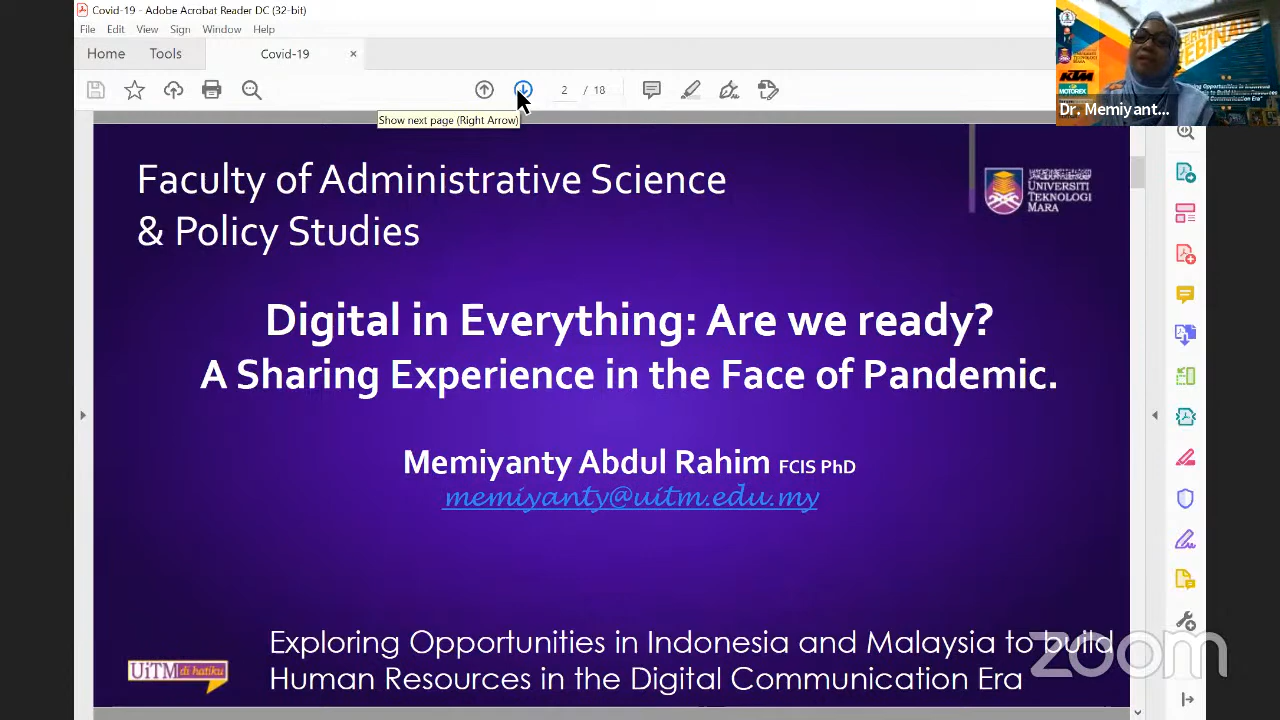 Covid-19 - Adobe Acrobat Reader DC (32-bit)
File Edit View Sign Window Help
Home Tools Covid-19 ×
2 / 18
Show next page (Right Arrow)
KTM
MOTOREX
Dr. Memiyant...
Faculty of Administrative Science
& Policy Studies
UNIVERSITI
TEKNOLOGI
MARA
Digital in Everything: Are we ready?
A Sharing Experience in the Face of Pandemic.
Memiyanty Abdul Rahim FCIS PhD
memiyanty@uitm.edu.my
Exploring Opportunities in Indonesia and Malaysia to build
Human Resources in the Digital Communication Era
UiTM di hatiku
zoom